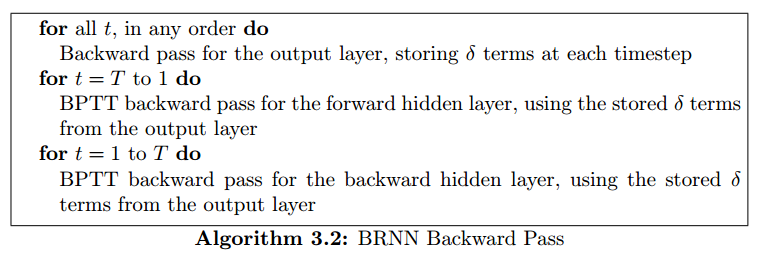 for all t, in any order do
Backward pass for the output layer, storing δ terms at each timestep
for t = T to 1 do
BPTT backward pass for the forward hidden layer, using the stored δ terms
from the output layer
for t = 1 to T do
BPTT backward pass for the backward hidden layer, using the stored δ
terms from the output layer
Algorithm 3.2: BRNN Backward Pass